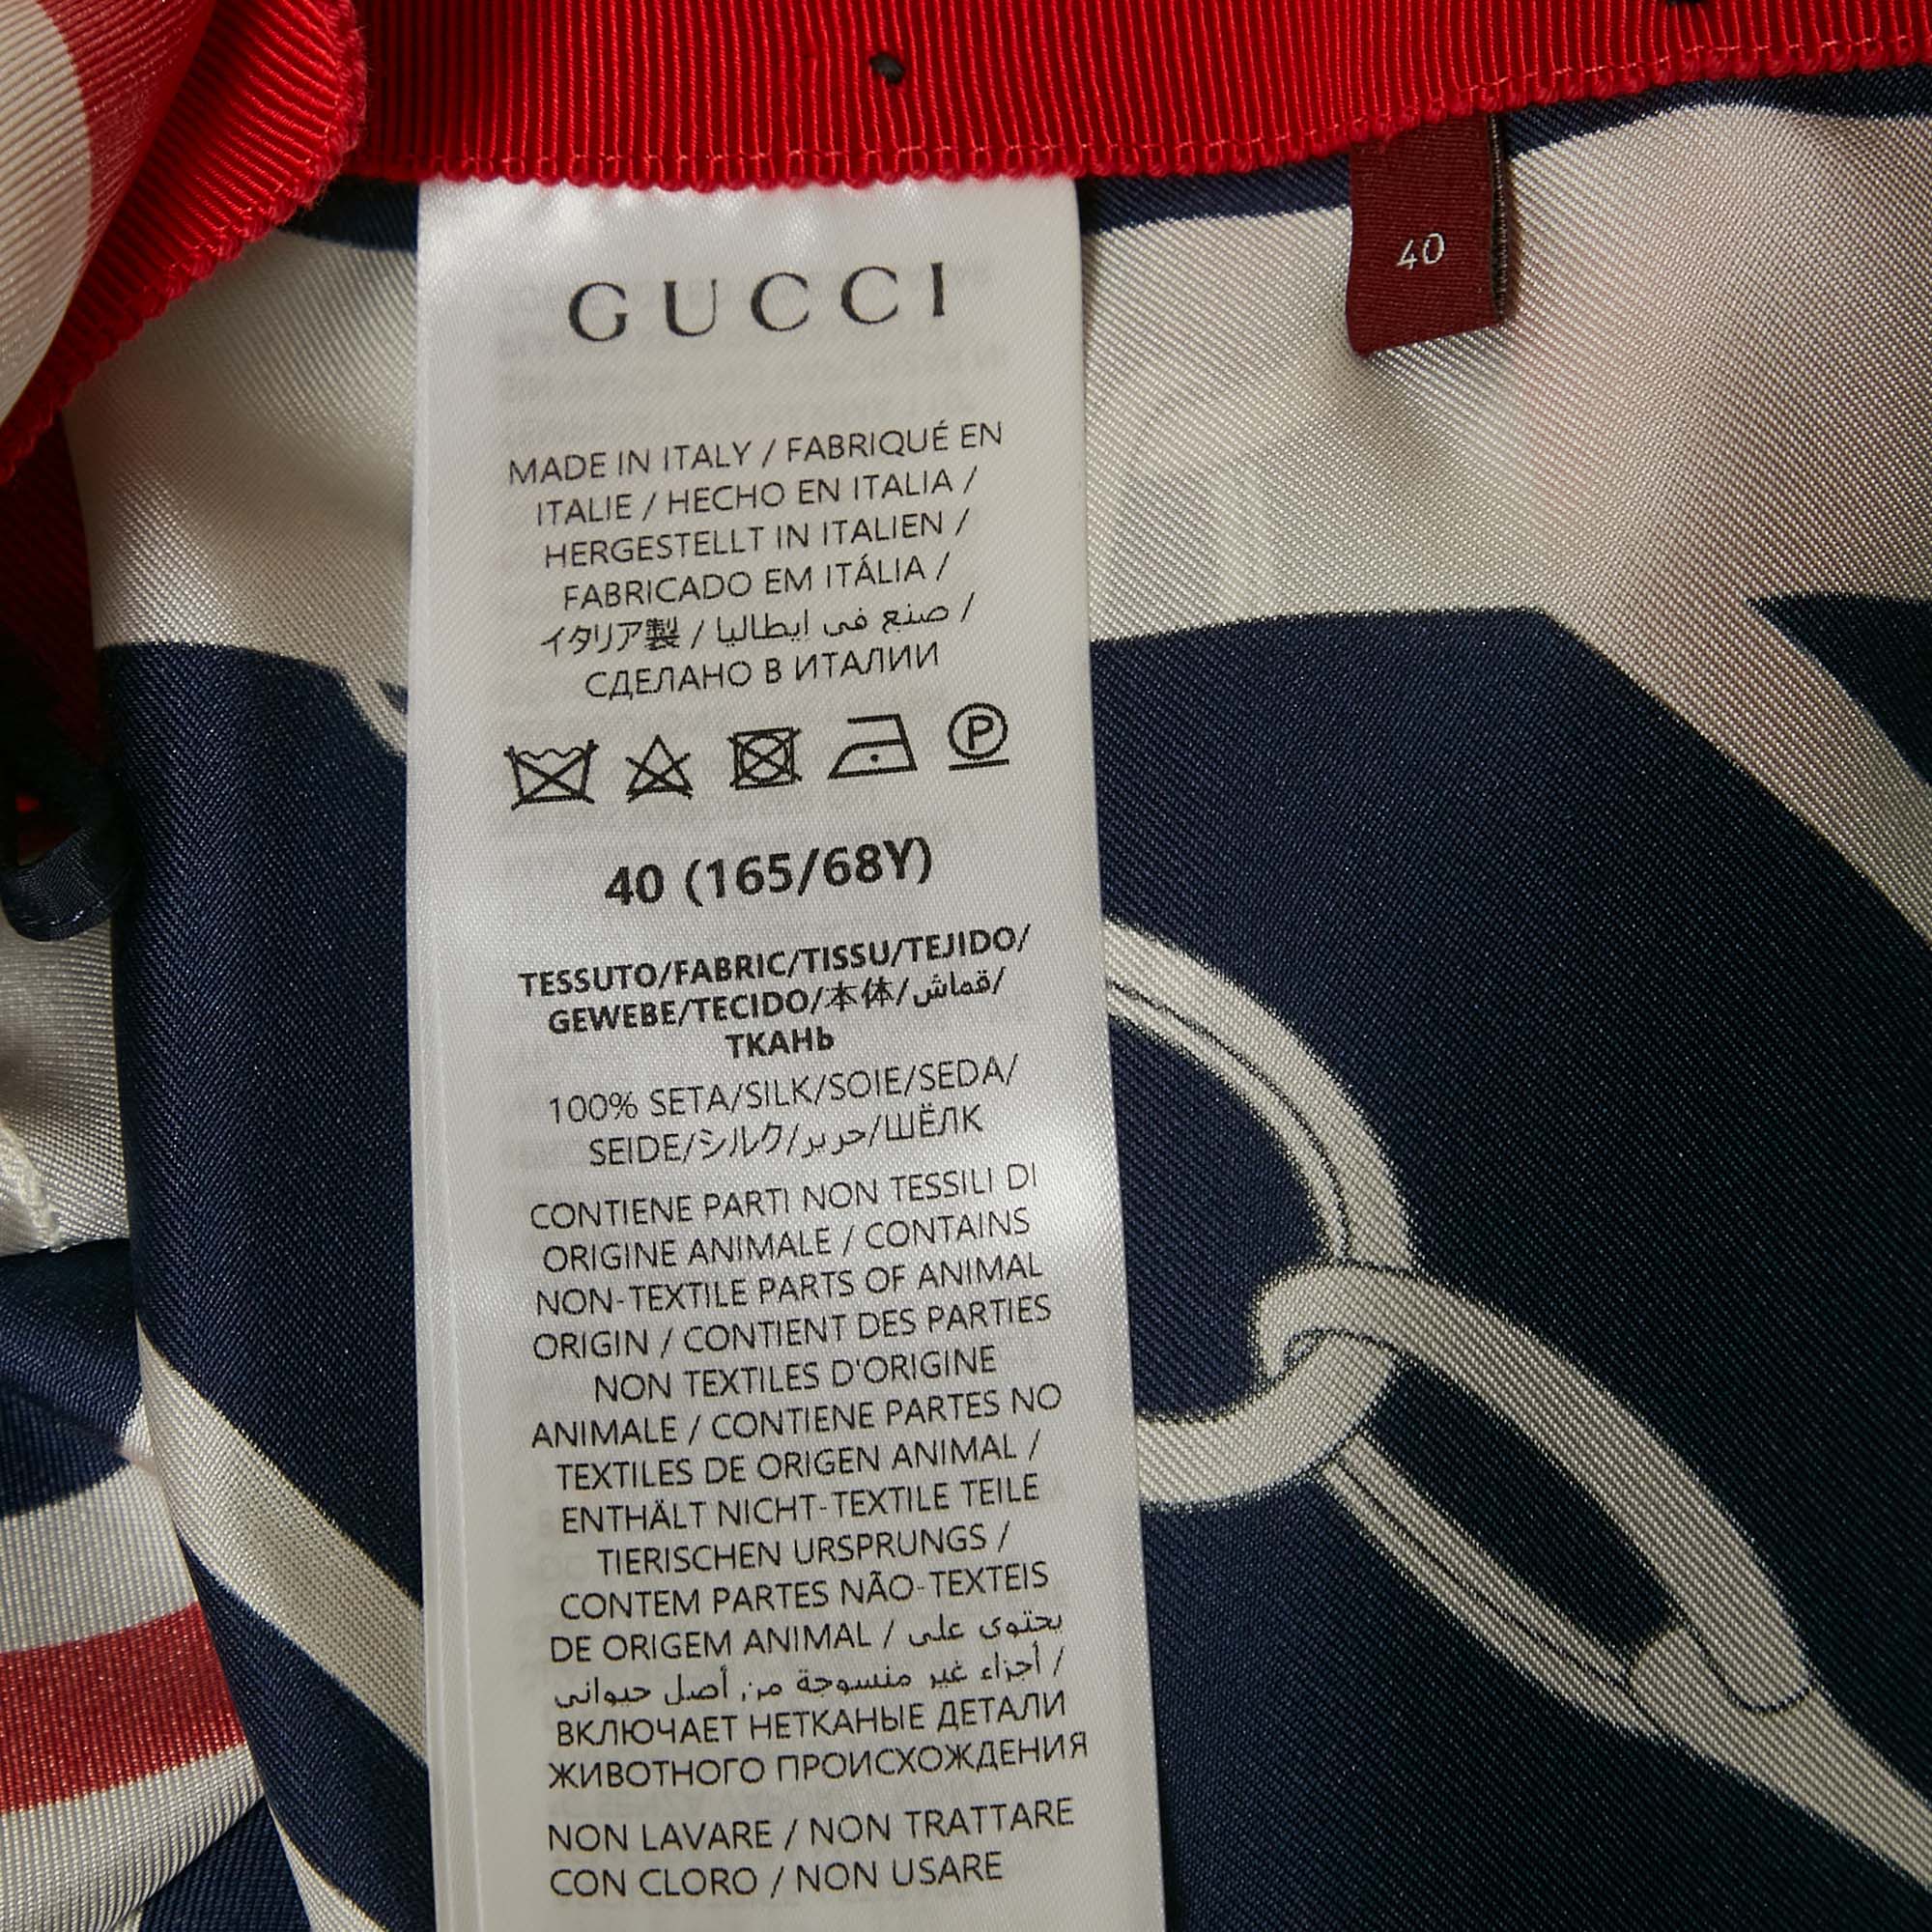 40
GUCCI
MADE IN ITALY / FABRIQUÉ EN
ITALIE / HECHO EN ITALIA /
HERGESTELLT IN ITALIEN /
FABRICADO EM ITÁLIA /
イタリア製 / صنع في إيطاليا /
СДЕЛАНО В ИТАЛИИ
P
40 (165/68Y)
TESSUTO/FABRIC/TISSU/TEJIDO/
GEWEBE/TECIDO/本体/قماش/
ТКАНЬ
100% SETA/SILK/SOIE/SEDA/
SEIDE/シルク/حرير/ШЁЛК
CONTIENE PARTI NON TESSILI DI
ORIGINE ANIMALE / CONTAINS
NON-TEXTILE PARTS OF ANIMAL
ORIGIN / CONTIENT DES PARTIES
NON TEXTILES D'ORIGINE
ANIMALE / CONTIENE PARTES NO
TEXTILES DE ORIGEN ANIMAL /
ENTHÄLT NICHT-TEXTILE TEILE
TIERISCHEN URSPRUNGS /
CONTEM PARTES NÃO-TEXTEIS
DE ORIGEM ANIMAL / يحتوى على
أجزاء غير منسوجة من أصل حيوانى /
ВКЛЮЧАЕТ НЕТКАНЫЕ ДЕТАЛИ
ЖИВОТНОГО ПРОИСХОЖДЕНИЯ
NON LAVARE / NON TRATTARE
CON CLORO / NON USARE